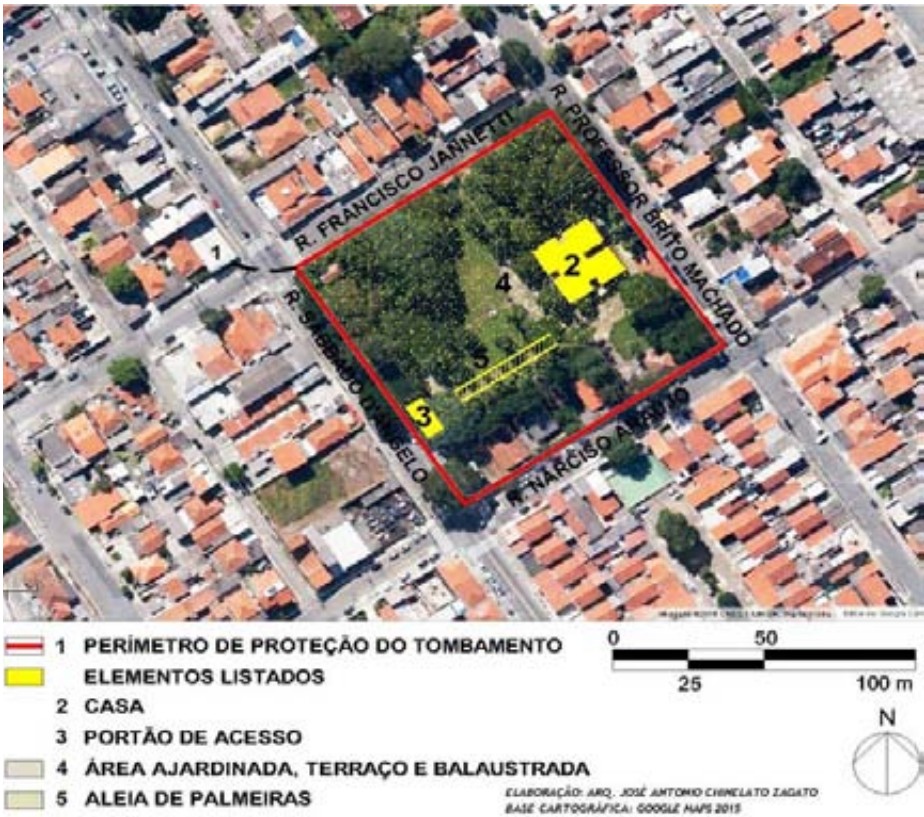 R. FRANCISCO JANNETTI
R. PROFESSOR BRITO MACHADO
1
2
4
5
3
R. SABBADO D'ANGELO
R. NARCISO ARAUJO
1 PERÍMETRO DE PROTEÇÃO DO TOMBAMENTO
ELEMENTOS LISTADOS
2 CASA
3 PORTÃO DE ACESSO
4 ÁREA AJARDINADA, TERRAÇO E BALAUSTRADA
5 ALEIA DE PALMEIRAS
0 50
25 100 m
N
ELABORAÇÃO: ARQ. JOSÉ ANTONIO CHINELATO ZAGATO
BASE CARTOGRÁFICA: GOOGLE MAPS 2015